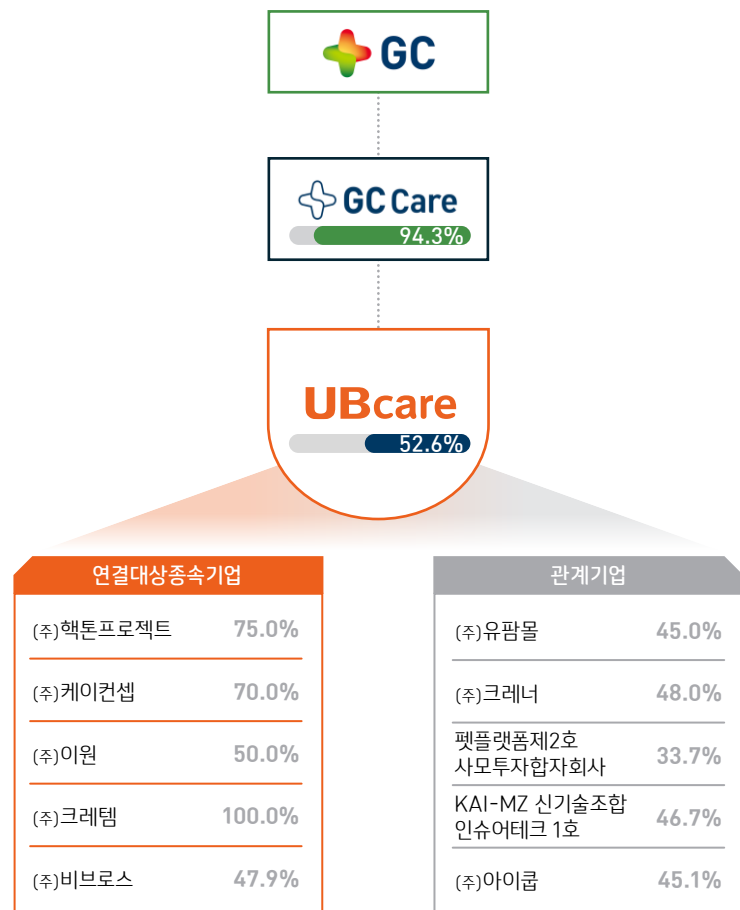 GC
GC Care
94.3%
UBcare
52.6%
연결대상종속기업
(주)핵톤프로젝트 75.0%
(주)케이컨셉 70.0%
(주)이원 50.0%
(주)크레템 100.0%
(주)비브로스 47.9%
관계기업
(주)유팜몰 45.0%
(주)크레너 48.0%
펫플랫폼제2호
사모투자합자회사 33.7%
KAI-MZ 신기술조합
인슈어테크 1호 46.7%
(주)아이쿱 45.1%